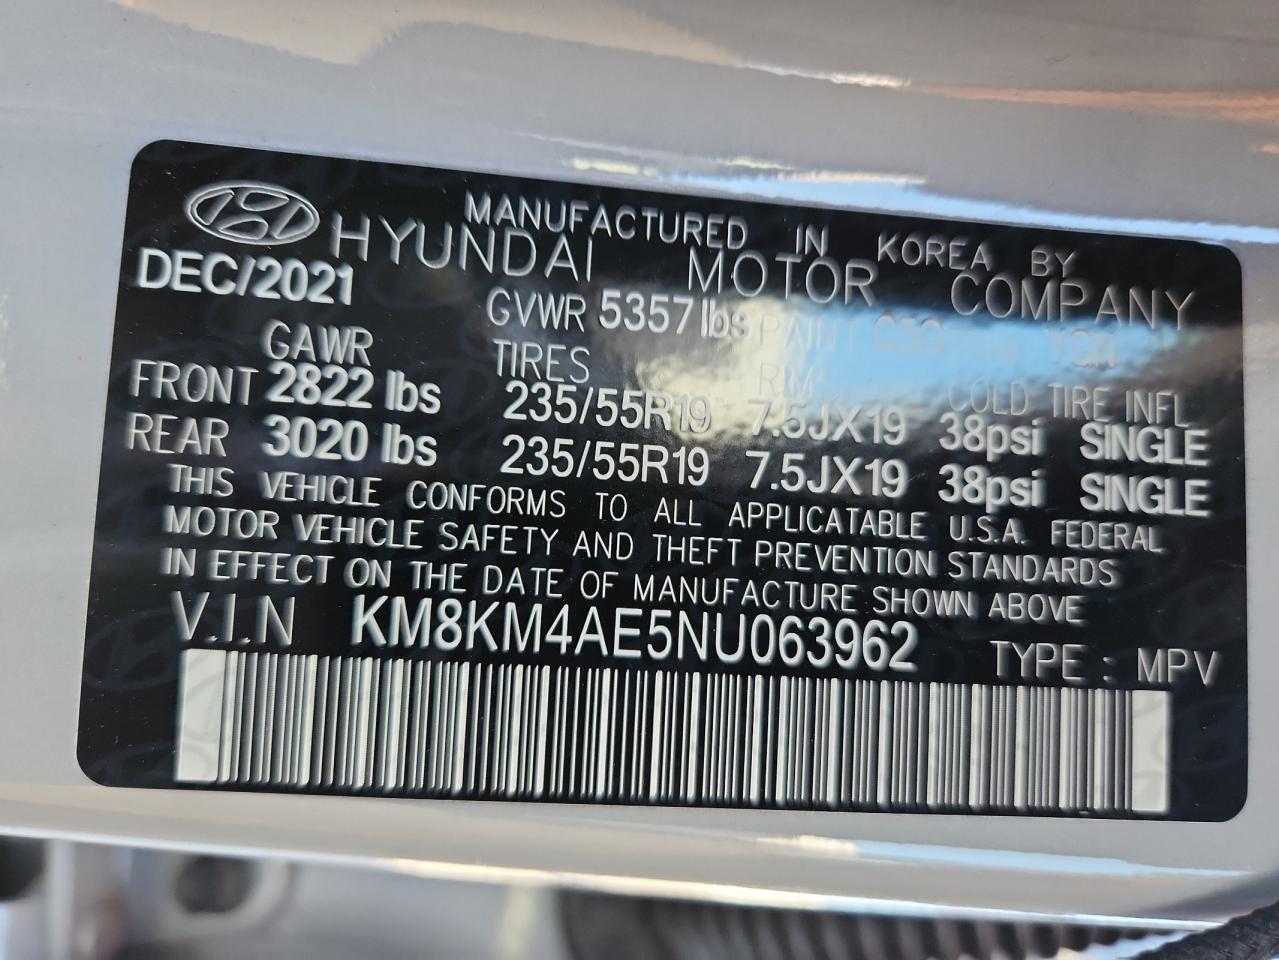 MANUFACTURED IN KOREA BY
HYUNDAI MOTOR COMPANY
DEC/2021 GVWR 5357 lbs PAINT
GAWR TIRES RIMS COLD TIRE INFL
FRONT 2822 lbs 235/55R19 7.5JX19 38psi SINGLE
REAR 3020 lbs 235/55R19 7.5JX19 38psi SINGLE
THIS VEHICLE CONFORMS TO ALL APPLICATABLE U.S.A. FEDERAL
MOTOR VEHICLE SAFETY AND THEFT PREVENTION STANDARDS
IN EFFECT ON THE DATE OF MANUFACTURE SHOWN ABOVE
V.I.N KM8KM4AE5NU063962 TYPE : MPV